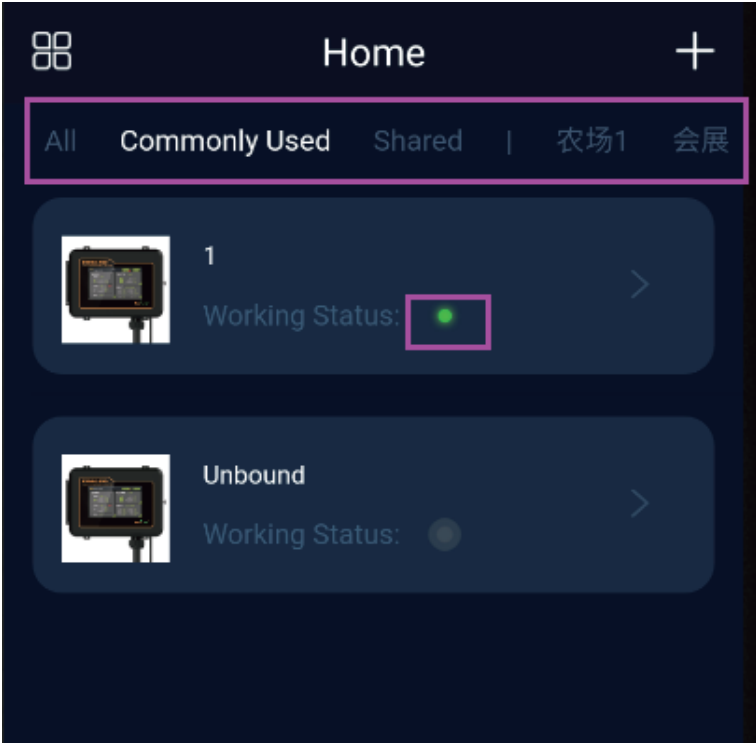 Home
All Commonly Used Shared | 农场1 会展
1
Working Status:
Unbound
Working Status: